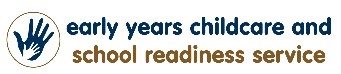 early years childcare and
school readiness service